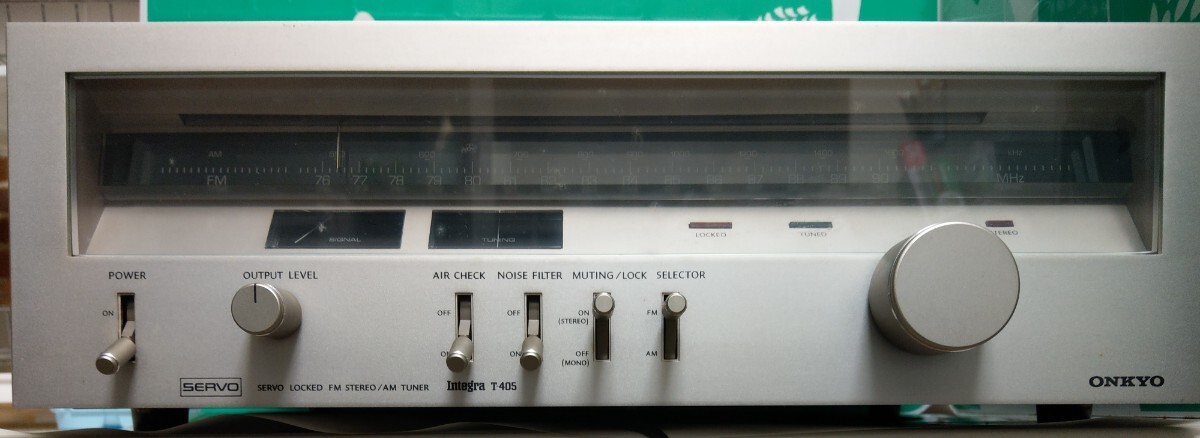 FM 76 77 78 79 80 81 90 MHz
SIGNAL
TUNING
LOCKED
TUNED
STEREO
POWER
ON
OUTPUT LEVEL
AIR CHECK
OFF
ON
NOISE FILTER
OFF
ON
MUTING/LOCK
ON
(STEREO)
OFF
(MONO)
SELECTOR
FM
AM
SERVO
SERVO LOCKED FM STEREO/AM TUNER
Integra T405
ONKYO